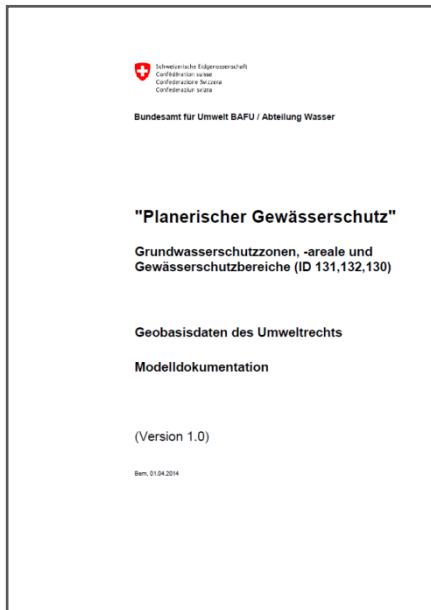 Schweizerische Eidgenossenschaft
Confédération suisse
Confederazione Svizzera
Confederaziun svizra
Bundesamt für Umwelt BAFU / Abteilung Wasser
"Planerischer Gewässerschutz"
Grundwasserschutzzonen, -areale und
Gewässerschutzbereiche (ID 131,132,130)
Geobasisdaten des Umweltrechts
Modelldokumentation
(Version 1.0)
Bern, 01.04.2014